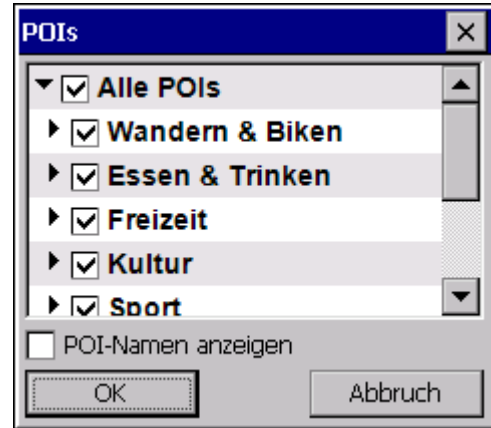 POIs
Alle POIs
Wandern & Biken
Essen & Trinken
Freizeit
Kultur
Sport
POI-Namen anzeigen
OK Abbruch